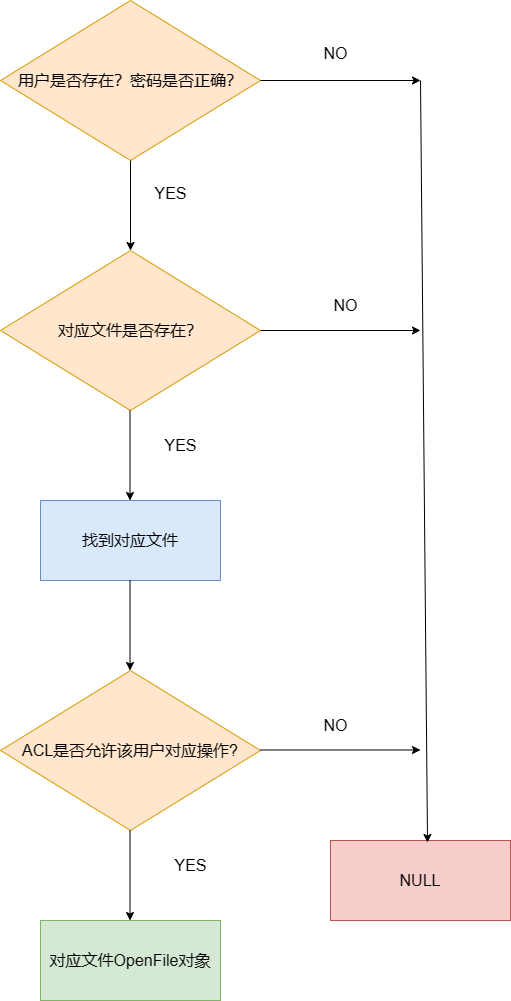 NO
用户是否存在？密码是否正确？
YES
NO
对应文件是否存在？
YES
找到对应文件
NO
ACL是否允许该用户对应操作？
YES
NULL
对应文件OpenFile对象